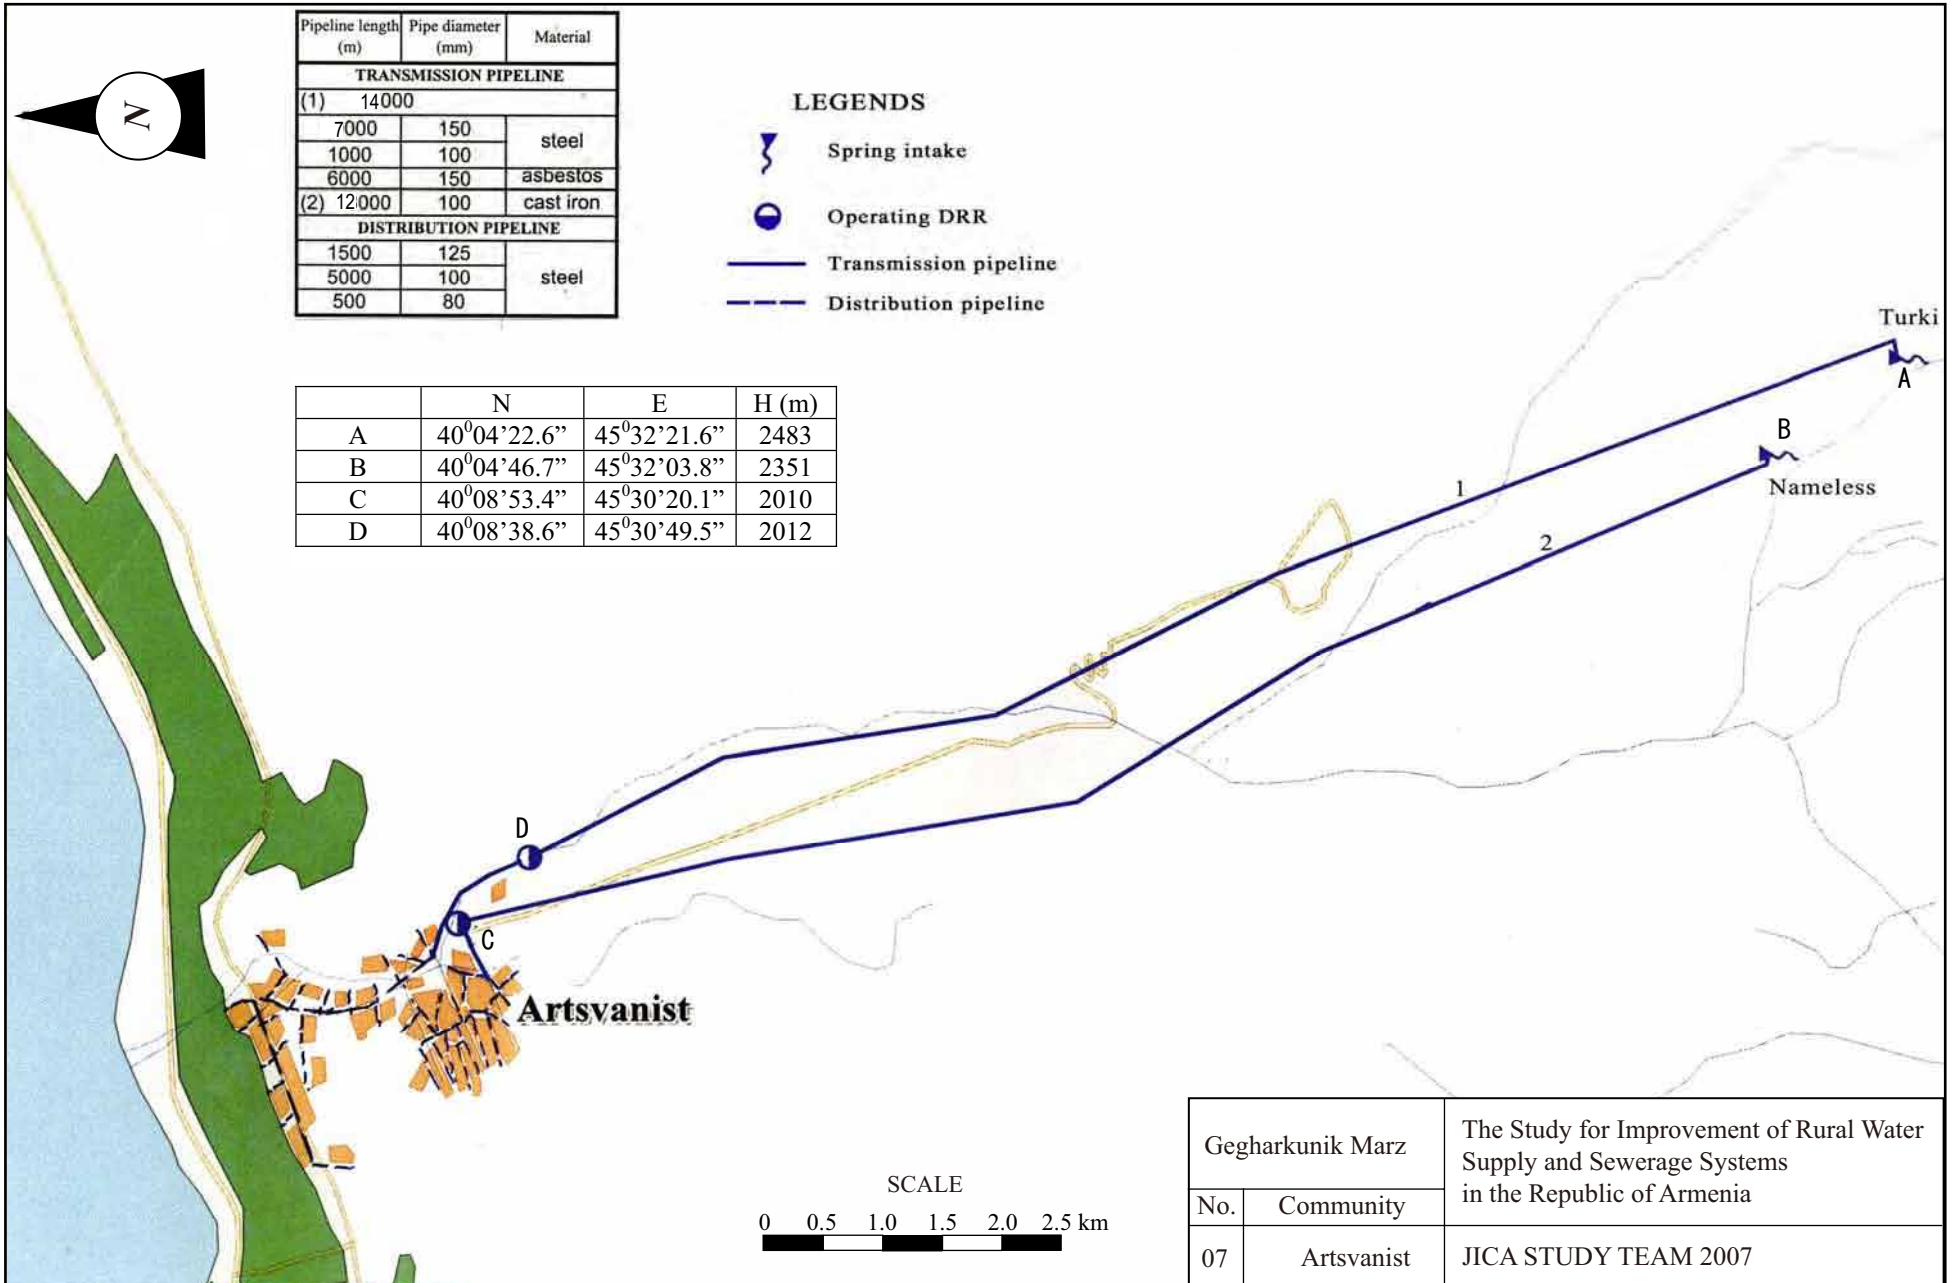 Pipeline length (m) Pipe diameter (mm) Material
TRANSMISSION PIPELINE
(1) 14000
7000 150 steel
1000 100
6000 150 asbestos
(2) 12000 100 cast iron
DISTRIBUTION PIPELINE
1500 125
5000 100 steel
500 80
N
LEGENDS
Spring intake
Operating DRR
Transmission pipeline
Distribution pipeline
N E H (m)
A 40⁰04’22.6” 45⁰32’21.6” 2483
B 40⁰04’46.7” 45⁰32’03.8” 2351
C 40⁰08’53.4” 45⁰30’20.1” 2010
D 40⁰08’38.6” 45⁰30’49.5” 2012
Turki
A
B
Nameless
1
2
D
C
Artsvanist
SCALE
0 0.5 1.0 1.5 2.0 2.5 km
Gegharkunik Marz
The Study for Improvement of Rural Water
Supply and Sewerage Systems
in the Republic of Armenia
No. Community
07 Artsvanist JICA STUDY TEAM 2007